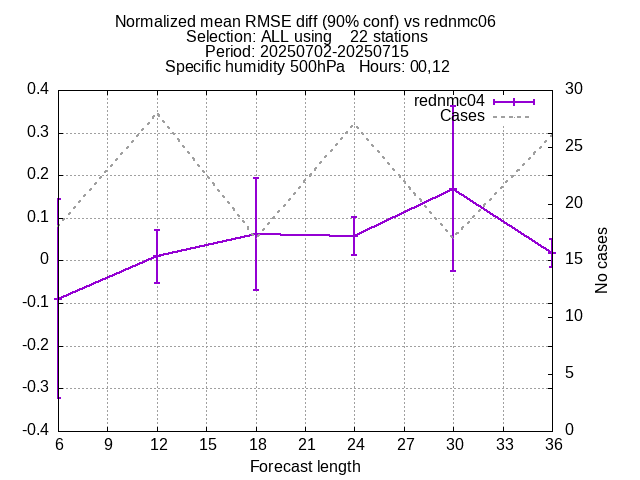 Normalized mean RMSE diff (90% conf) vs rednmc06
Selection: ALL using    22 stations
Period: 20250702-20250715
Specific humidity 500hPa   Hours: 00,12
rednmc04
Cases
0.4
0.3
0.2
0.1
0
-0.1
-0.2
-0.3
-0.4
30
25
20
15
10
5
0
No cases
6 9 12 15 18 21 24 27 30 33 36
Forecast length